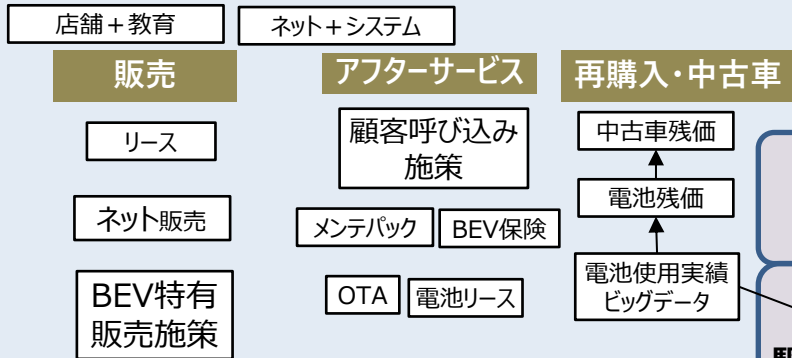 店舗＋教育
ネット＋システム
販売
アフターサービス
再購入・中古車
リース
ネット販売
BEV特有
販売施策
顧客呼び込み
施策
メンテパック
BEV保険
OTA
電池リース
中古車残価
電池残価
電池使用実績
ビッグデータ